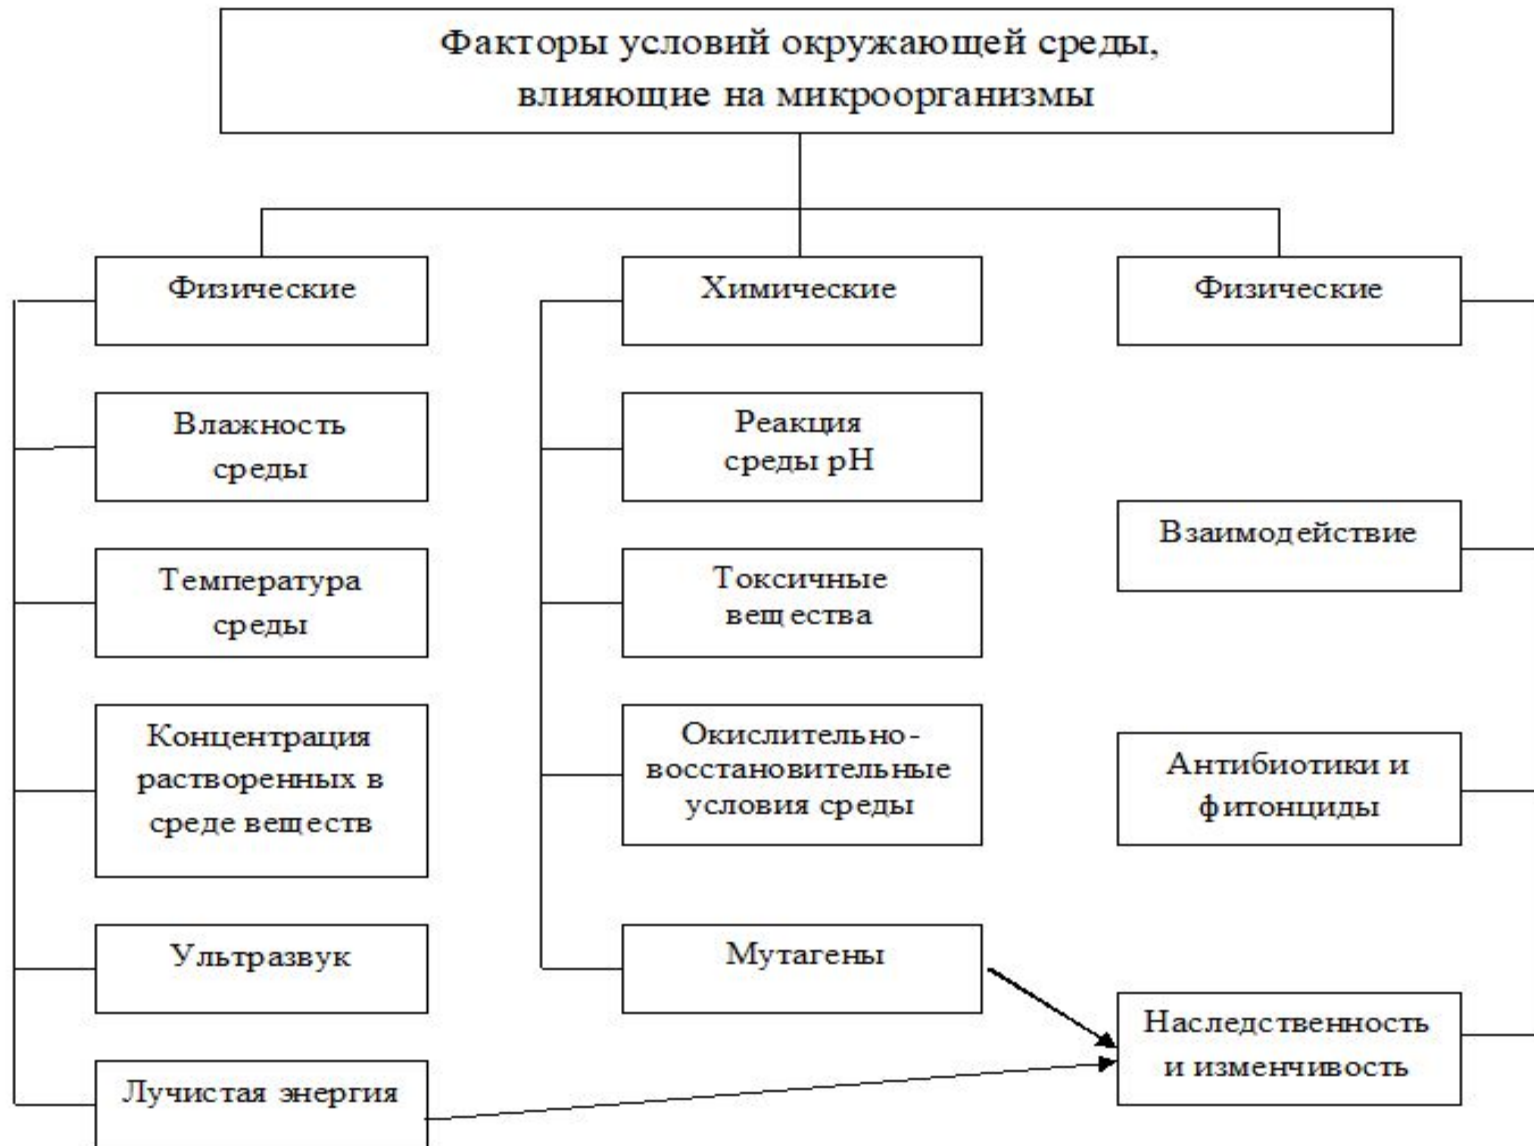 Факторы условий окружающей среды,
влияющие на микроорганизмы
Физические
Химические
Физические
Влажность
среды
Реакция
среды pH
Взаимодействие
Температура
среды
Токсичные
вещества
Концентрация
растворенных в
среде веществ
Окислительно-
восстановительные
условия среды
Антибиотики и
фитонциды
Ультразвук
Мутагены
Наследственность
и изменчивость
Лучистая энергия